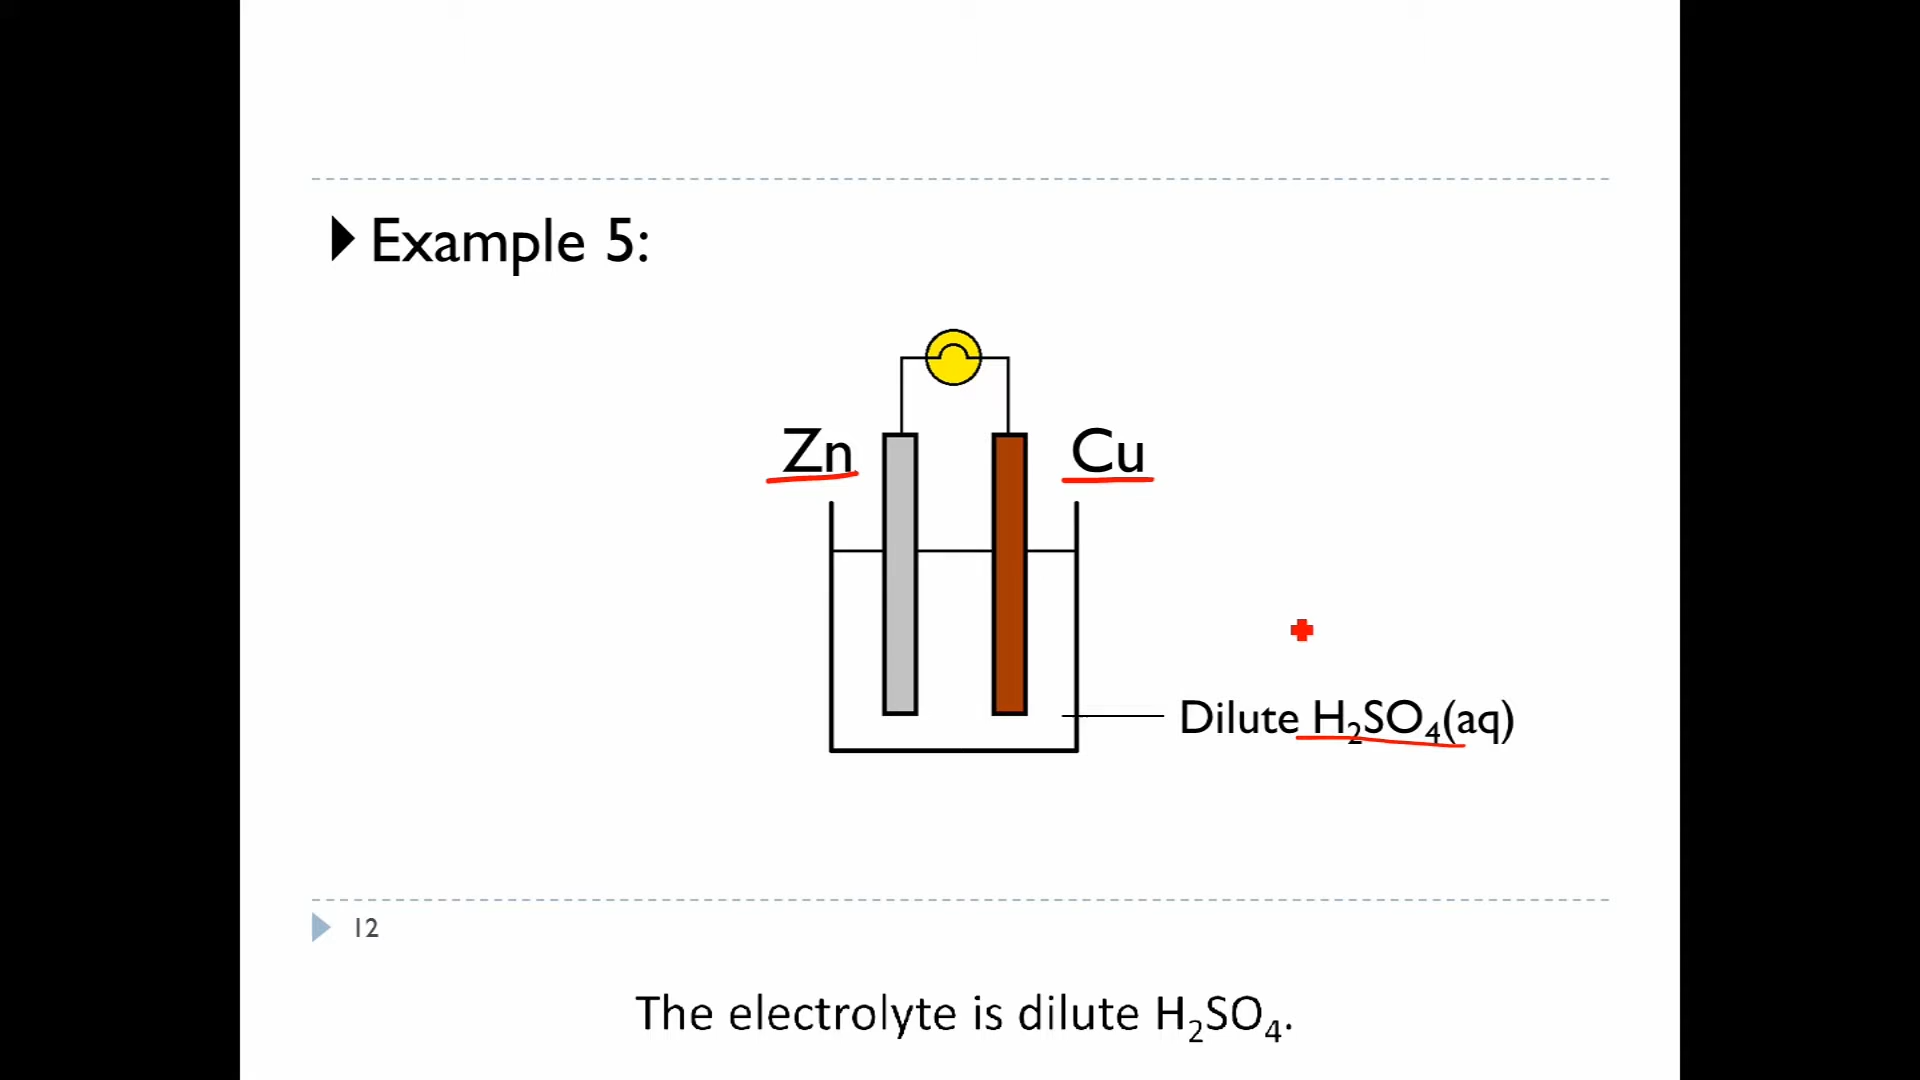 Example 5:
Zn
Cu
Dilute H₂SO₄(aq)
12
The electrolyte is dilute H₂SO₄.